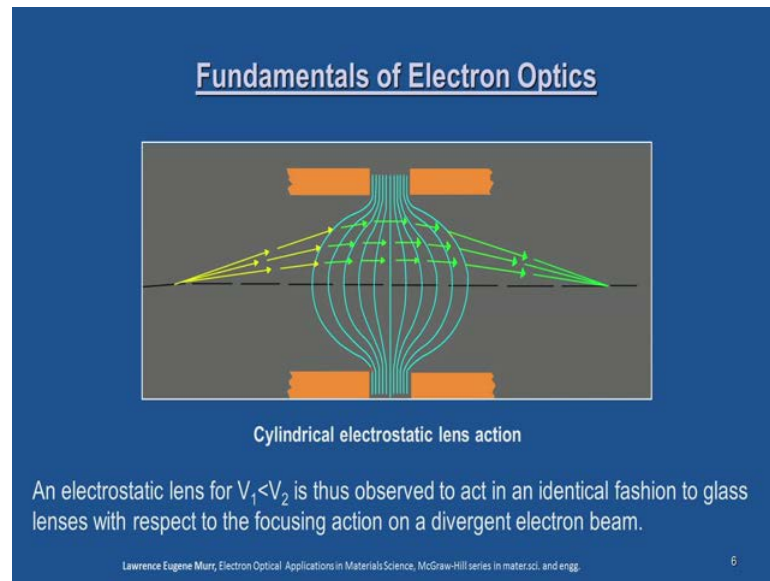 Fundamentals of Electron Optics
Cylindrical electrostatic lens action
An electrostatic lens for V₁<V₂ is thus observed to act in an identical fashion to glass
lenses with respect to the focusing action on a divergent electron beam.
Lawrence Eugene Murr, Electron Optical Applications in Materials Science, McGraw-Hill series in mater.sci. and engg.
6